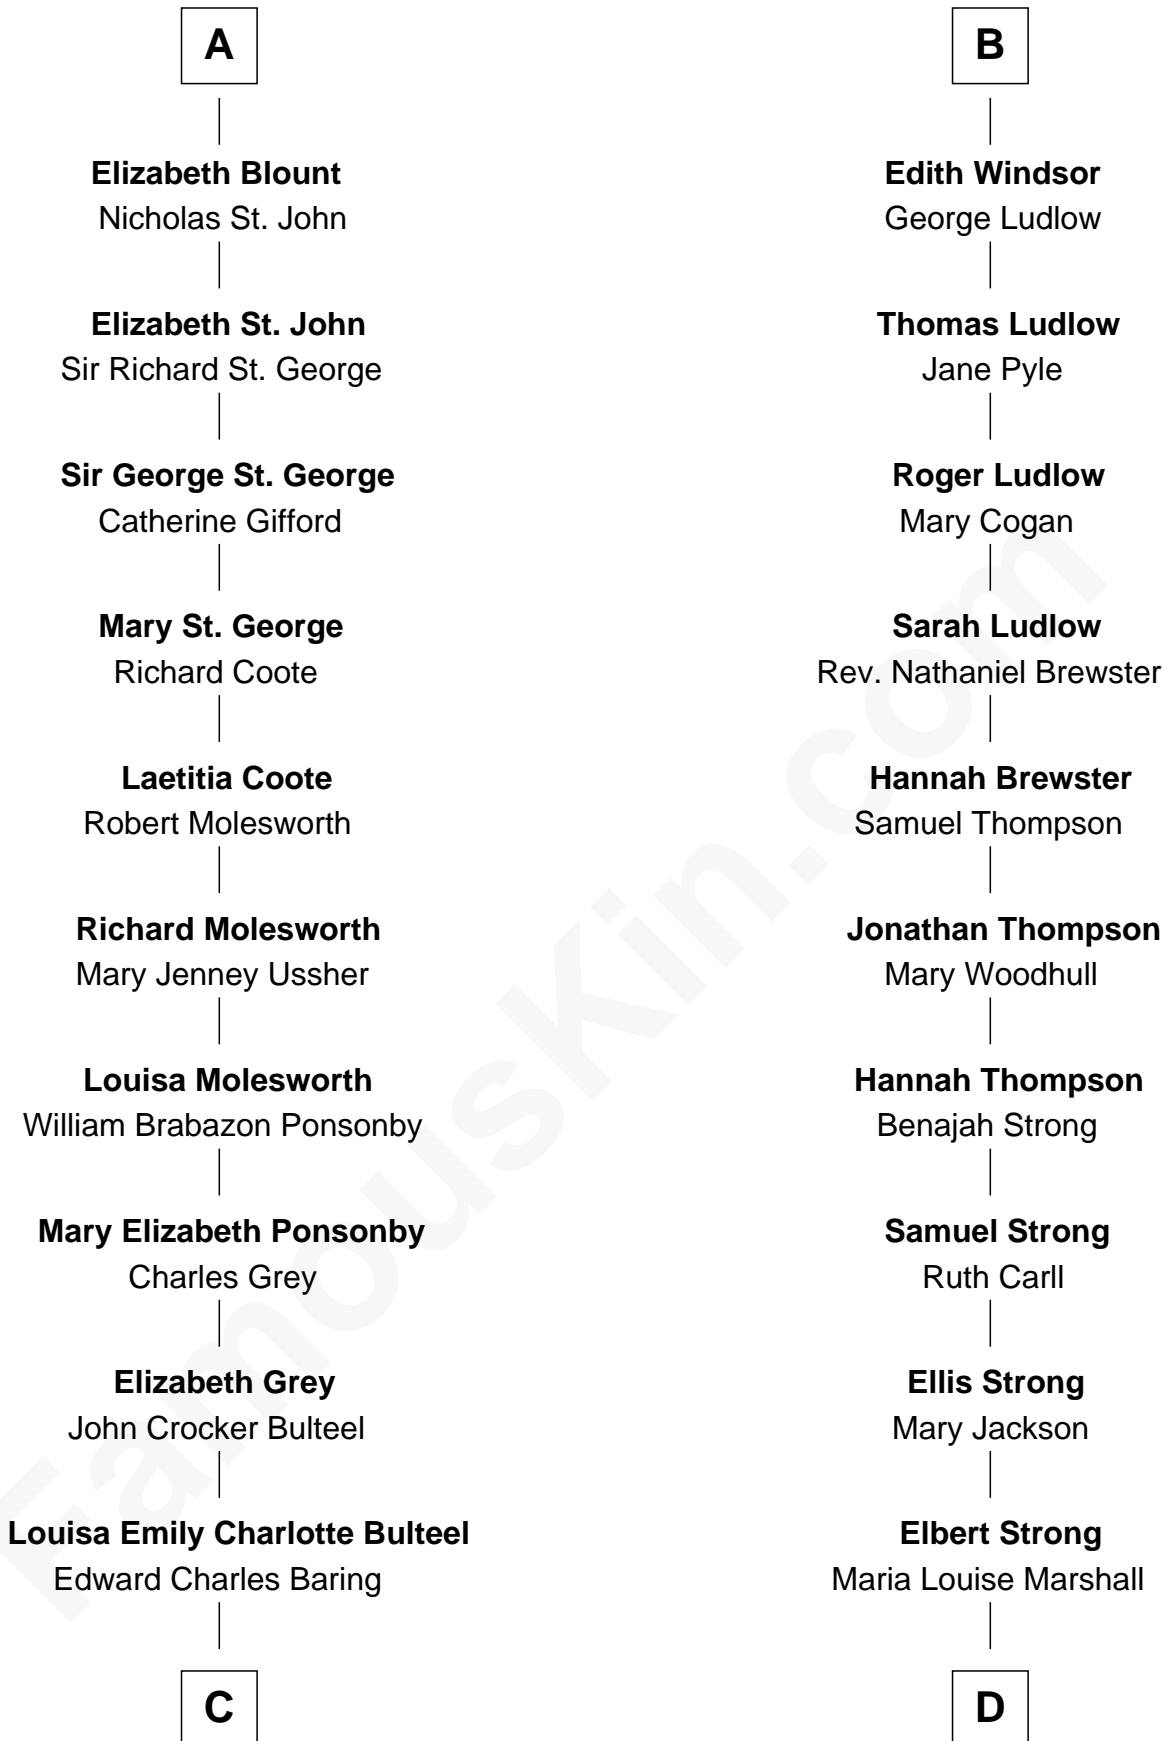 A
Elizabeth Blount
Nicholas St. John
Elizabeth St. John
Sir Richard St. George
Sir George St. George
Catherine Gifford
Mary St. George
Richard Coote
Laetitia Coote
Robert Molesworth
Richard Molesworth
Mary Jenney Ussher
Louisa Molesworth
William Brabazon Ponsonby
Mary Elizabeth Ponsonby
Charles Grey
Elizabeth Grey
John Crocker Bulteel
Louisa Emily Charlotte Bulteel
Edward Charles Baring
C
B
Edith Windsor
George Ludlow
Thomas Ludlow
Jane Pyle
Roger Ludlow
Mary Cogan
Sarah Ludlow
Rev. Nathaniel Brewster
Hannah Brewster
Samuel Thompson
Jonathan Thompson
Mary Woodhull
Hannah Thompson
Benajah Strong
Samuel Strong
Ruth Carll
Ellis Strong
Mary Jackson
Elbert Strong
Maria Louise Marshall
D
FamousKin.com